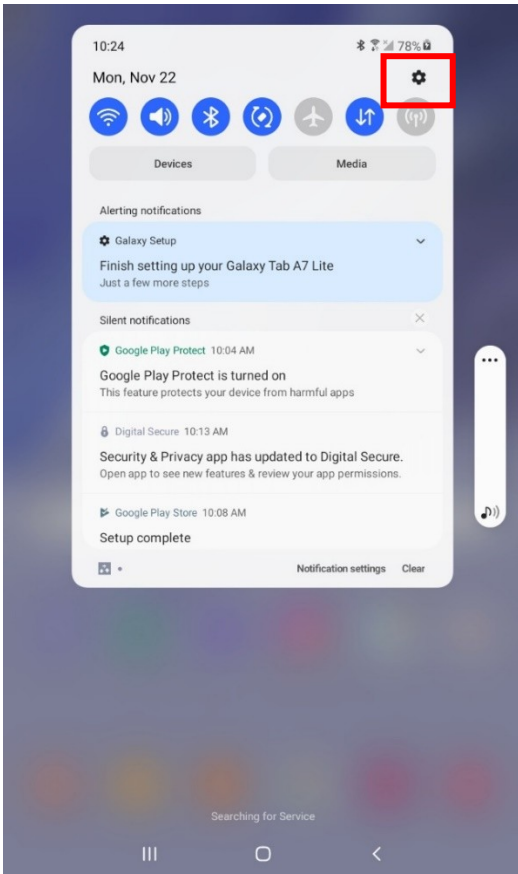 10:24 78%
Mon, Nov 22
Devices Media
Alerting notifications
Galaxy Setup
Finish setting up your Galaxy Tab A7 Lite
Just a few more steps
Silent notifications
Google Play Protect 10:04 AM
Google Play Protect is turned on
This feature protects your device from harmful apps
Digital Secure 10:13 AM
Security & Privacy app has updated to Digital Secure.
Open app to see new features & review your app permissions.
Google Play Store 10:08 AM
Setup complete
Notification settings Clear
Searching for Service